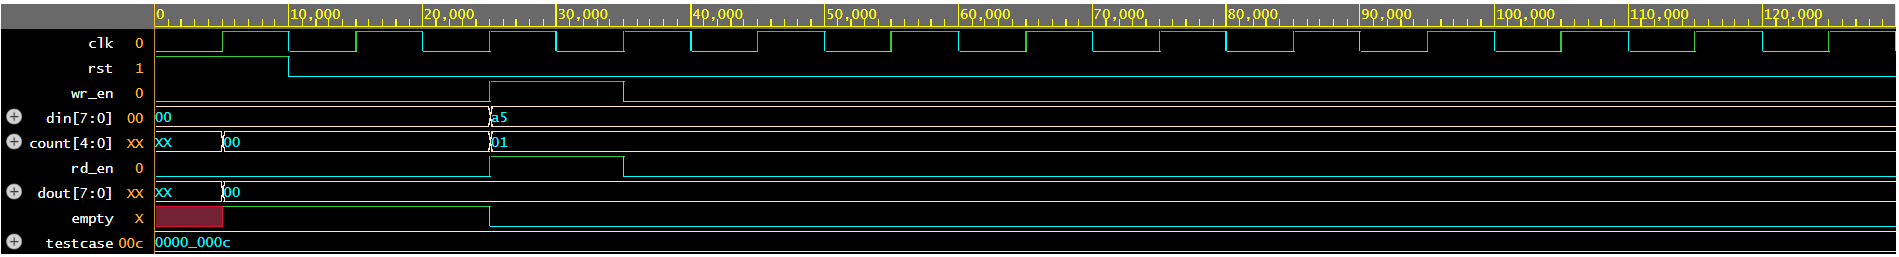 0 10,000 20,000 30,000 40,000 50,000 60,000 70,000 80,000 90,000 100,000 110,000 120,000
clk 0
rst 1
wr_en 0
din[7:0] 00 00 a5
count[4:0] XX XX 00 01
rd_en 0
dout[7:0] XX XX 00
empty X
testcase 00c 0000_000c